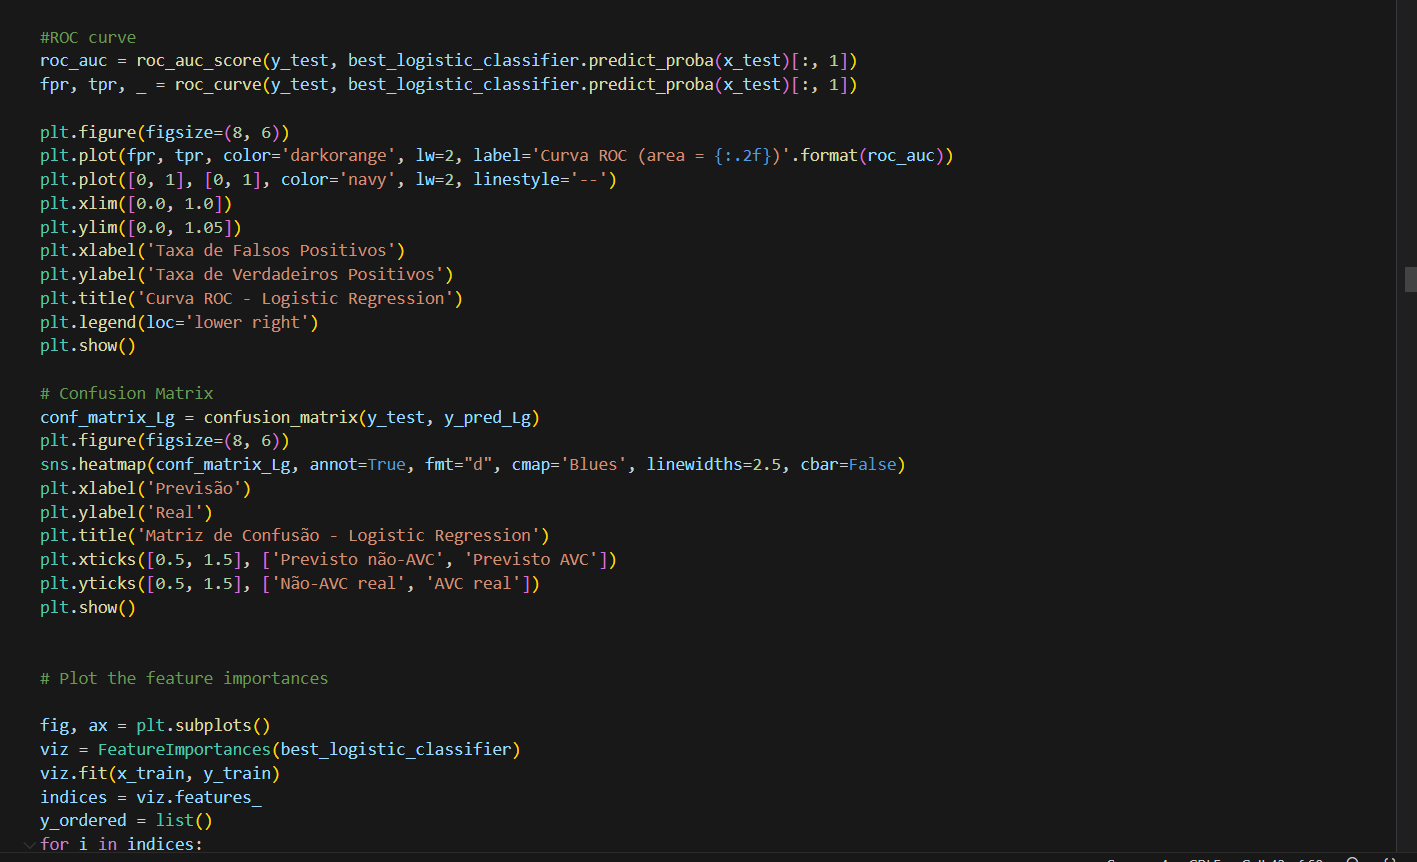 #ROC curve
roc_auc = roc_auc_score(y_test, best_logistic_classifier.predict_proba(x_test)[:, 1])
fpr, tpr, _ = roc_curve(y_test, best_logistic_classifier.predict_proba(x_test)[:, 1])
plt.figure(figsize=(8, 6))
plt.plot(fpr, tpr, color='darkorange', lw=2, label='Curva ROC (area = {:.2f})'.format(roc_auc))
plt.plot([0, 1], [0, 1], color='navy', lw=2, linestyle='--')
plt.xlim([0.0, 1.0])
plt.ylim([0.0, 1.05])
plt.xlabel('Taxa de Falsos Positivos')
plt.ylabel('Taxa de Verdadeiros Positivos')
plt.title('Curva ROC - Logistic Regression')
plt.legend(loc='lower right')
plt.show()
# Confusion Matrix
conf_matrix_Lg = confusion_matrix(y_test, y_pred_Lg)
plt.figure(figsize=(8, 6))
sns.heatmap(conf_matrix_Lg, annot=True, fmt="d", cmap='Blues', linewidths=2.5, cbar=False)
plt.xlabel('Previsão')
plt.ylabel('Real')
plt.title('Matriz de Confusão - Logistic Regression')
plt.xticks([0.5, 1.5], ['Previsto não-AVC', 'Previsto AVC'])
plt.yticks([0.5, 1.5], ['Não-AVC real', 'AVC real'])
plt.show()
# Plot the feature importances
fig, ax = plt.subplots()
viz = FeatureImportances(best_logistic_classifier)
viz.fit(x_train, y_train)
indices = viz.features_
y_ordered = list()
for i in indices: